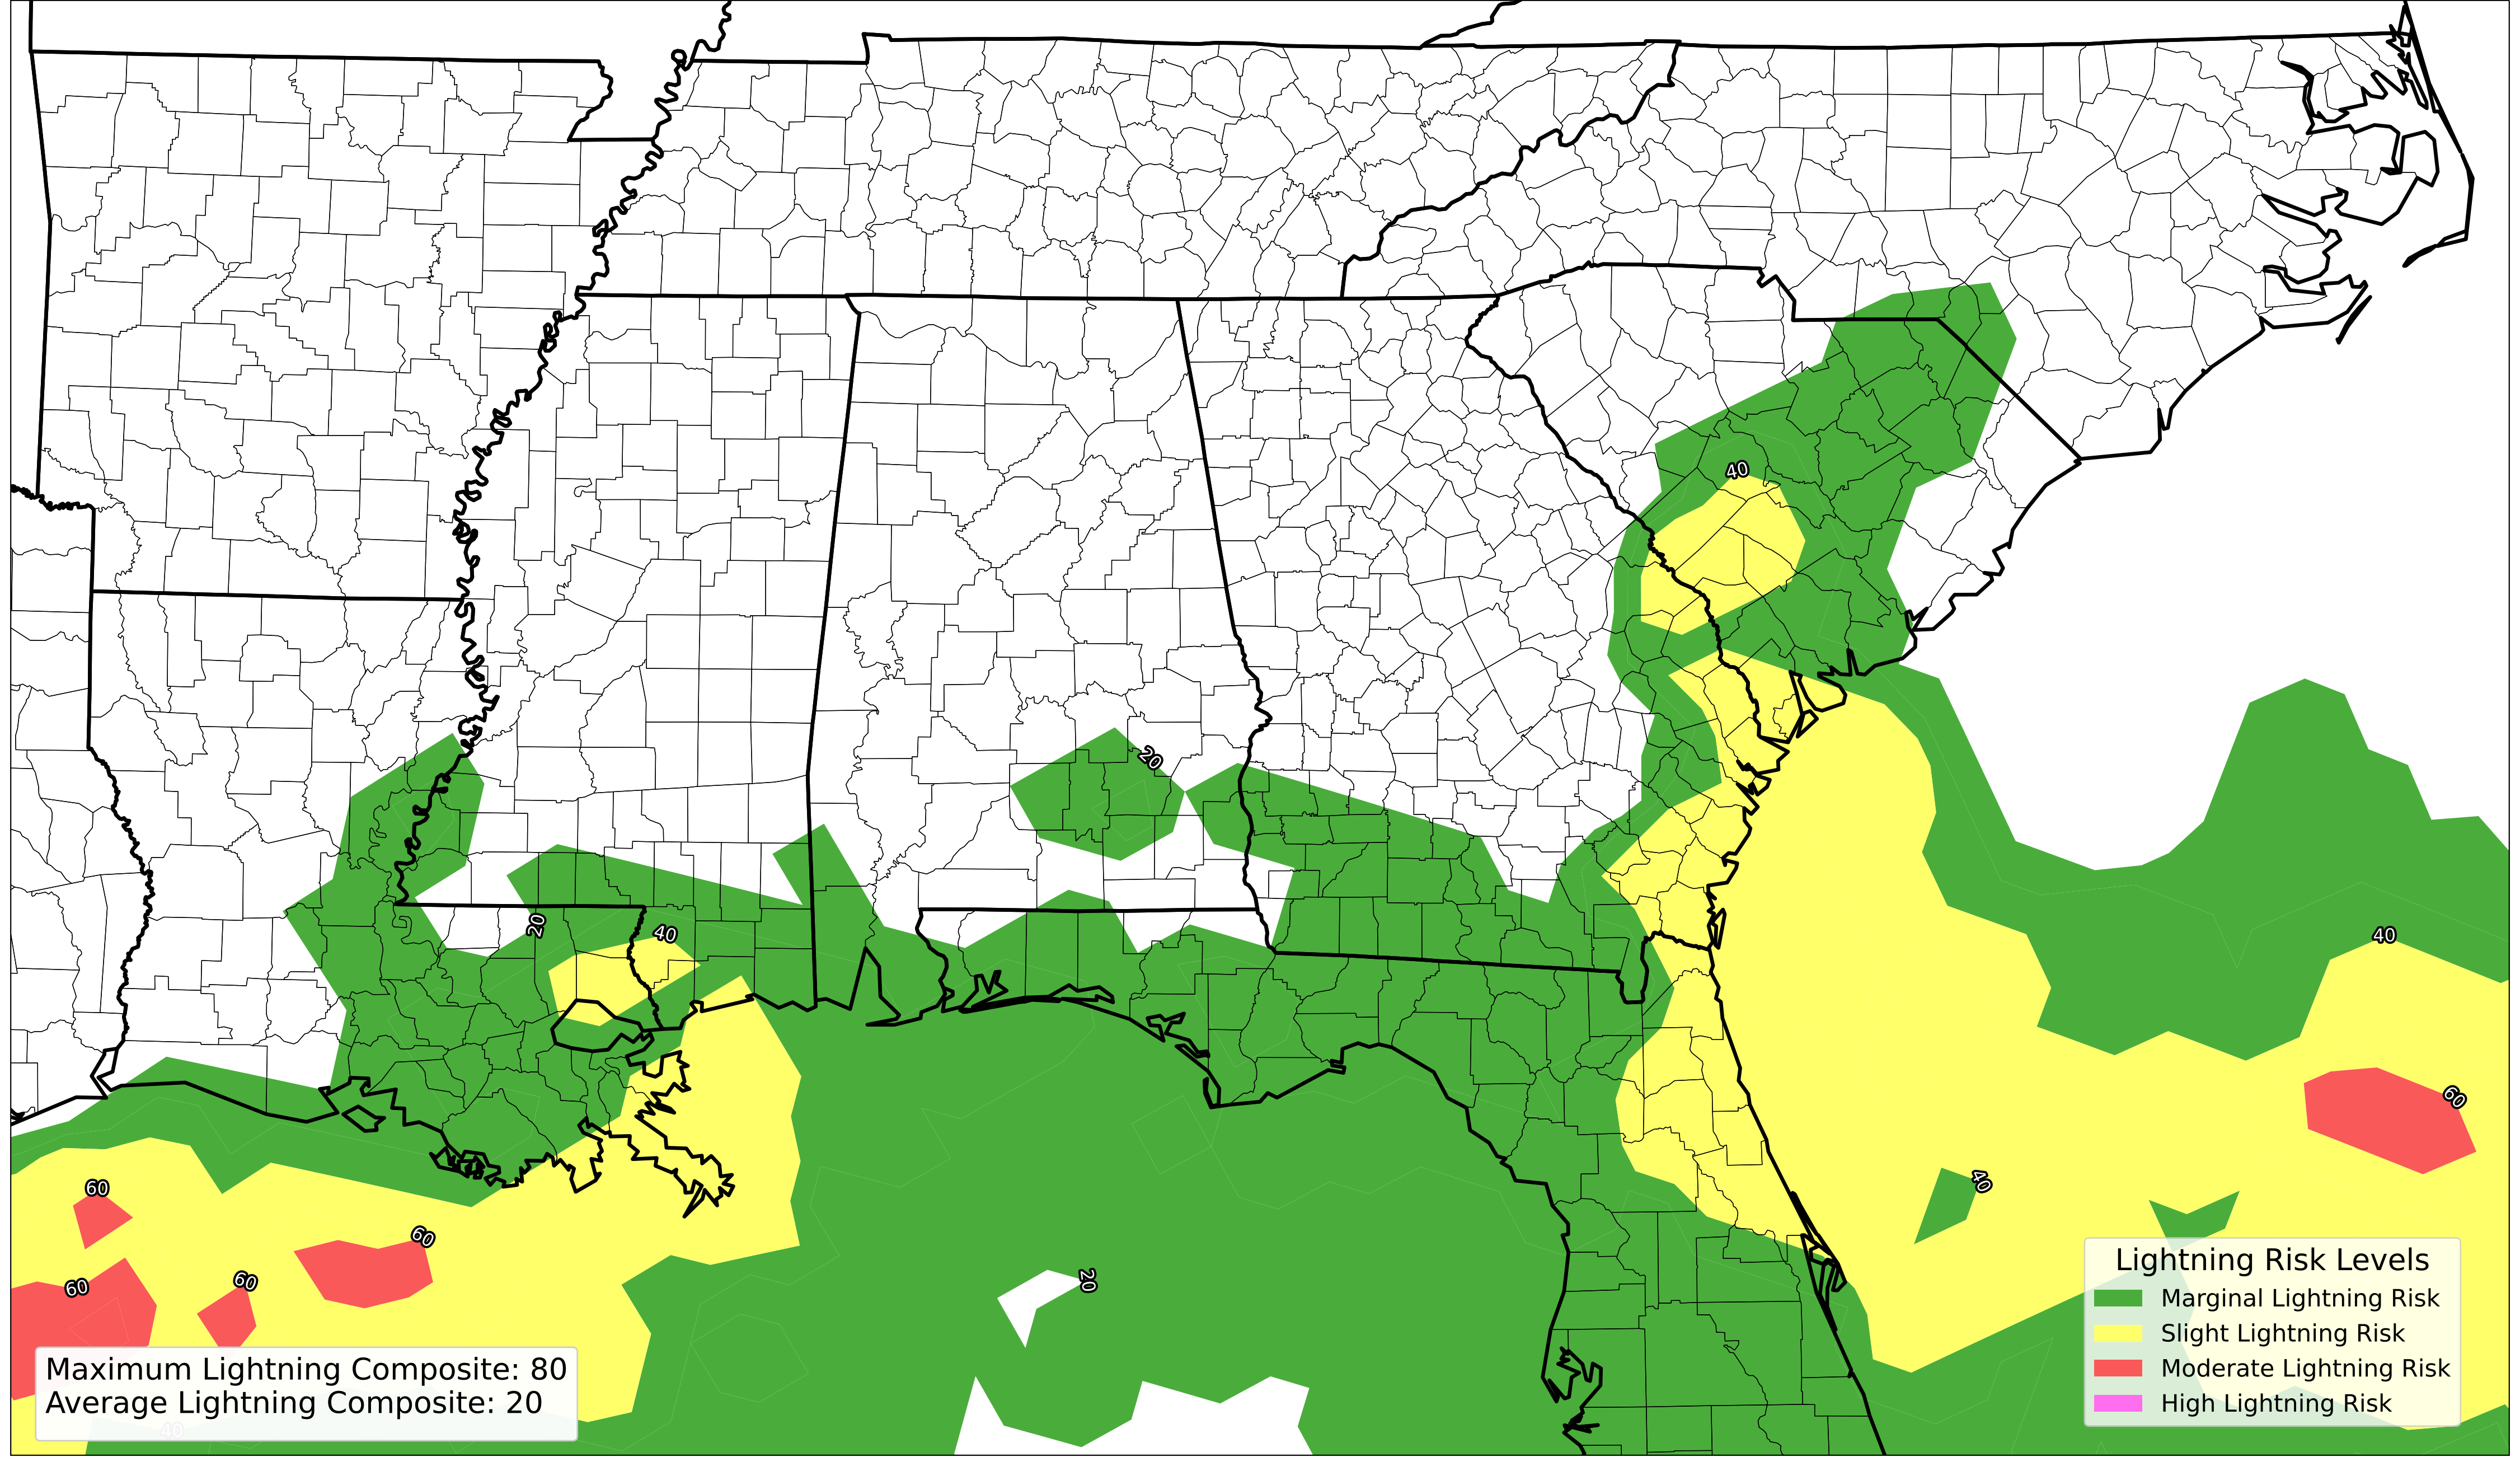 40
20
20
40
40
60
60
40
60
60
60
20
40
Lightning Risk Levels
Marginal Lightning Risk
Slight Lightning Risk
Moderate Lightning Risk
High Lightning Risk
Maximum Lightning Composite: 80
Average Lightning Composite: 20